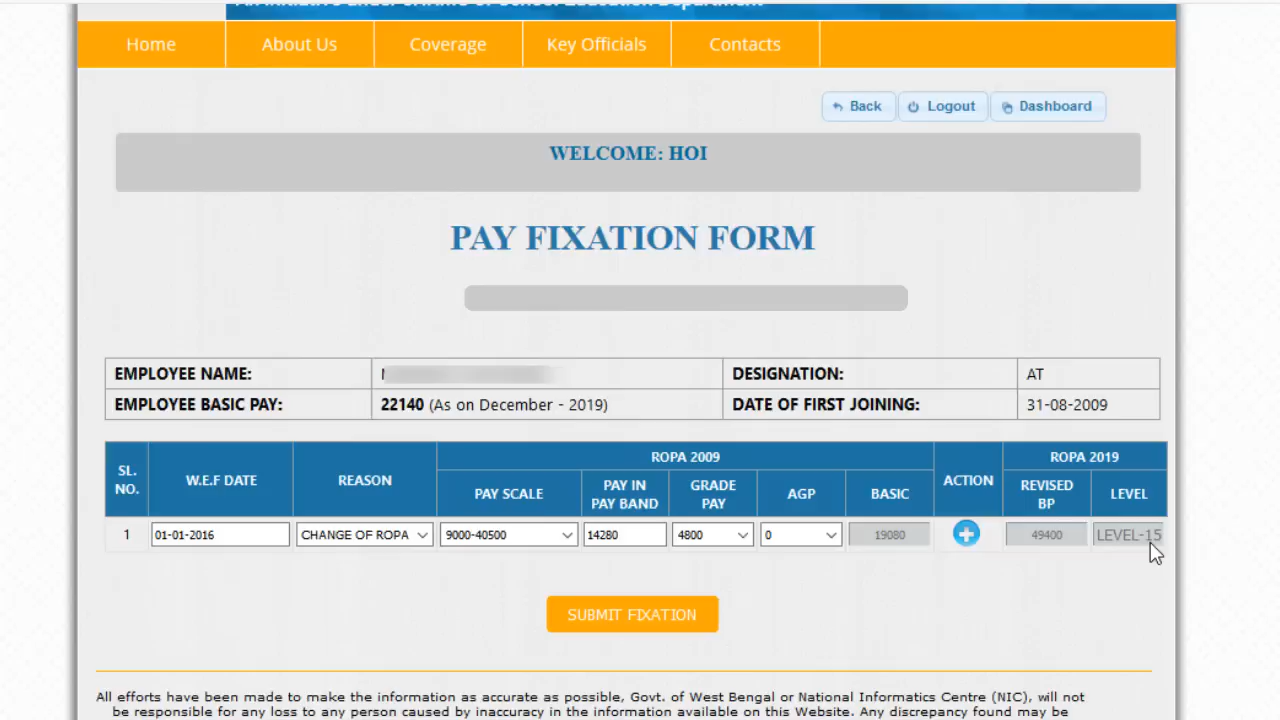 Home About Us Coverage Key Officials Contacts
Back Logout Dashboard
WELCOME: HOI
PAY FIXATION FORM
EMPLOYEE NAME: DESIGNATION: AT
EMPLOYEE BASIC PAY: 22140 (As on December - 2019) DATE OF FIRST JOINING: 31-08-2009
SL. NO. W.E.F DATE REASON ROPA 2009 ACTION ROPA 2019
PAY SCALE PAY IN PAY BAND GRADE PAY AGP BASIC REVISED BP LEVEL
1 01-01-2016 CHANGE OF ROPA 9000-40500 14280 4800 0 19080 49400 LEVEL-15
SUBMIT FIXATION
All efforts have been made to make the information as accurate as possible, Govt. of West Bengal or National Informatics Centre (NIC), will not
be responsible for any loss to any person caused by inaccuracy in the information available on this Website. Any discrepancy found may be